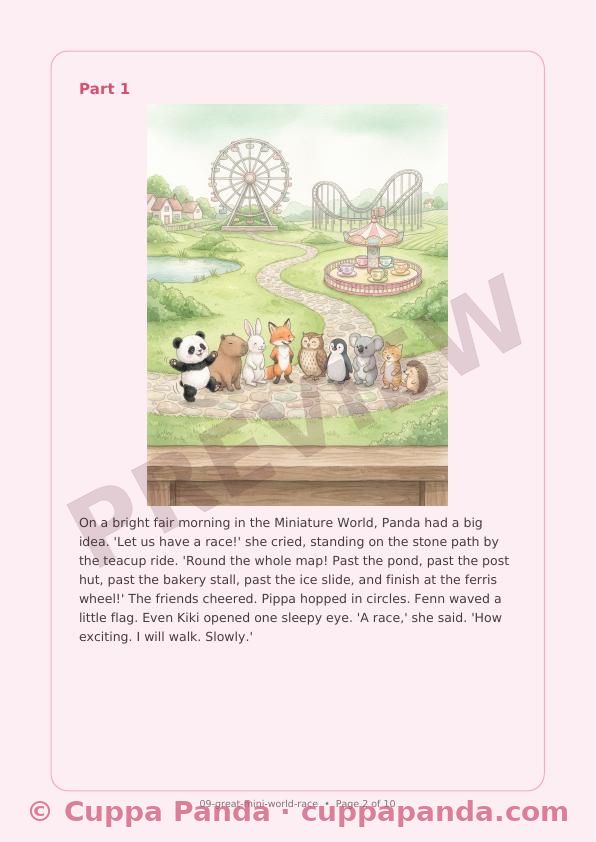 Part 1
PREVIEW
On a bright fair morning in the Miniature World, Panda had a big
idea. 'Let us have a race!' she cried, standing on the stone path by
the teacup ride. 'Round the whole map! Past the pond, past the post
hut, past the bakery stall, past the ice slide, and finish at the ferris
wheel!' The friends cheered. Pippa hopped in circles. Fenn waved a
little flag. Even Kiki opened one sleepy eye. 'A race,' she said. 'How
exciting. I will walk. Slowly.'
09-great-mini-world-race • Page 2 of 10
© Cuppa Panda · cuppapanda.com